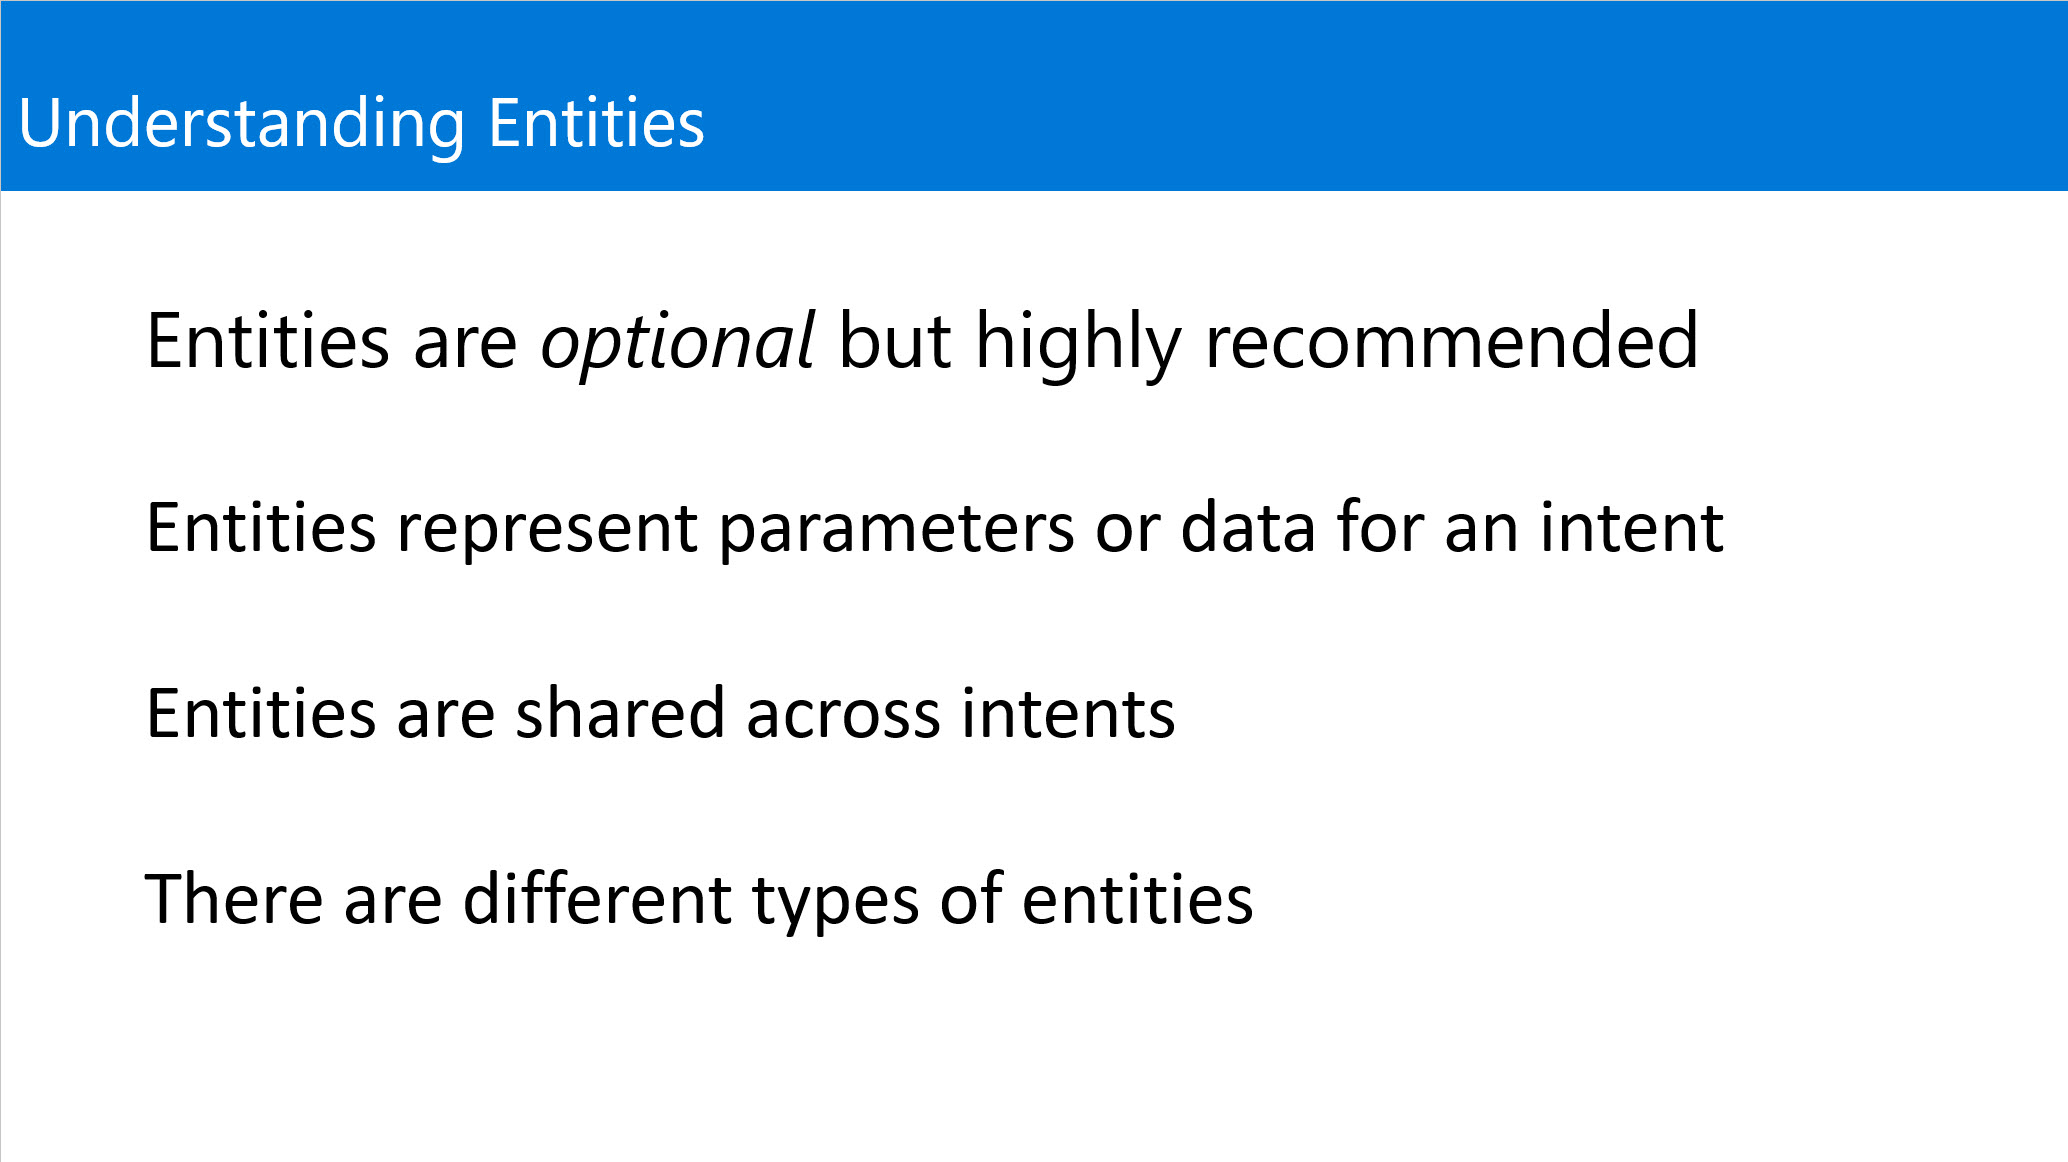 Understanding Entities
Entities are optional but highly recommended
Entities represent parameters or data for an intent
Entities are shared across intents
There are different types of entities